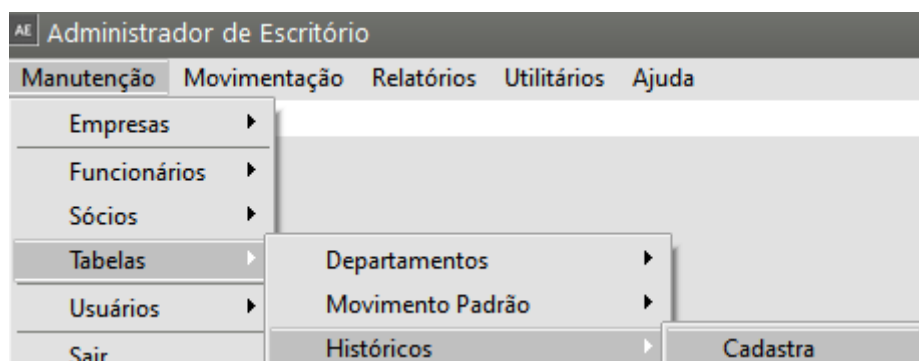 AE Administrador de Escritório
Manutenção Movimentação Relatórios Utilitários Ajuda
Empresas
Funcionários
Sócios
Tabelas
Usuários
Sair
Departamentos
Movimento Padrão
Históricos
Cadastra